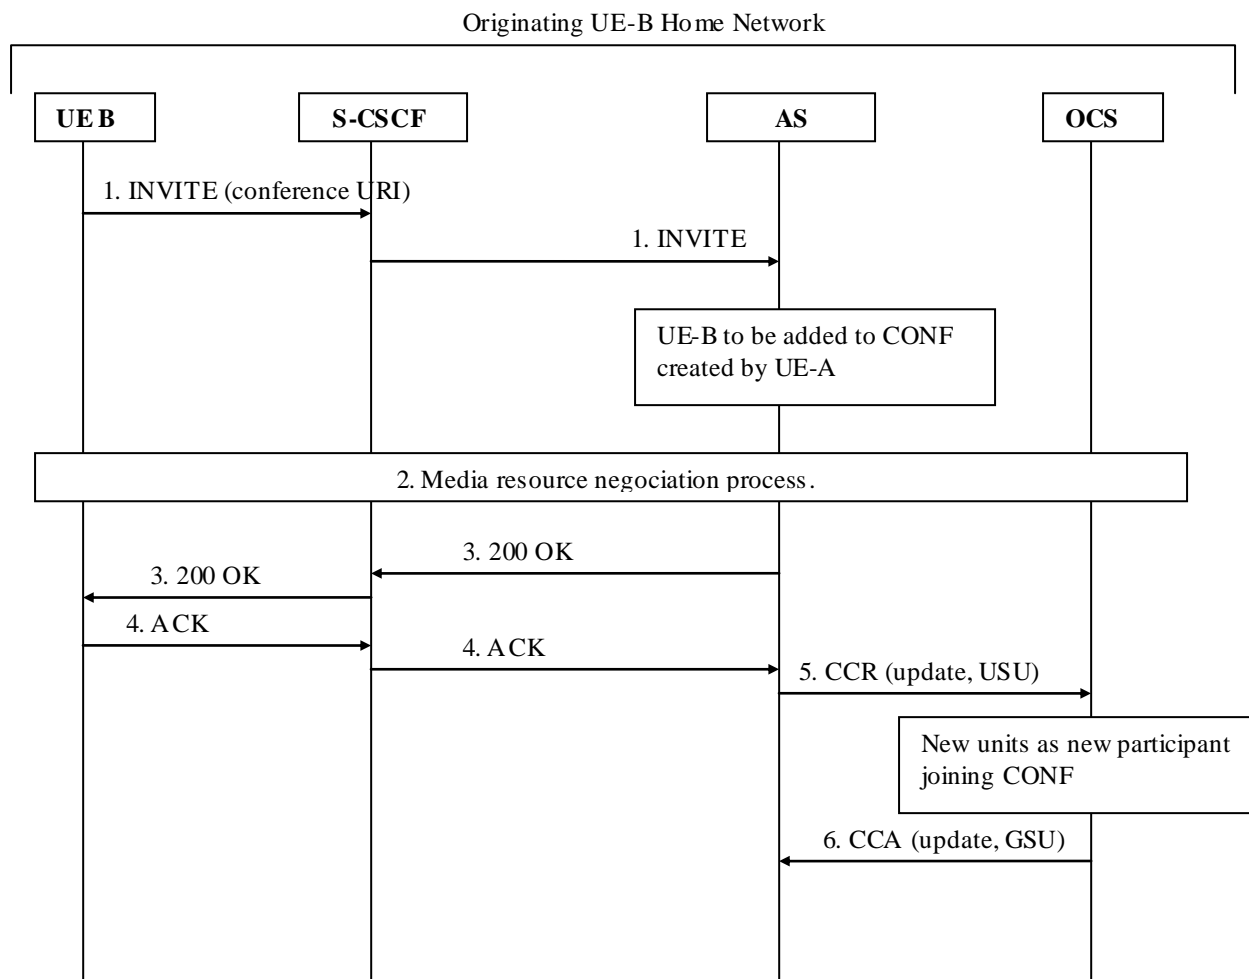 Originating UE-B Home Network
UE B
S-CSCF
AS
OCS
1. INVITE (conference URI)
1. INVITE
UE-B to be added to CONF
created by UE-A
2. Media resource negociation process.
3. 200 OK
3. 200 OK
4. ACK
4. ACK
5. CCR (update, USU)
New units as new participant
joining CONF
6. CCA (update, GSU)